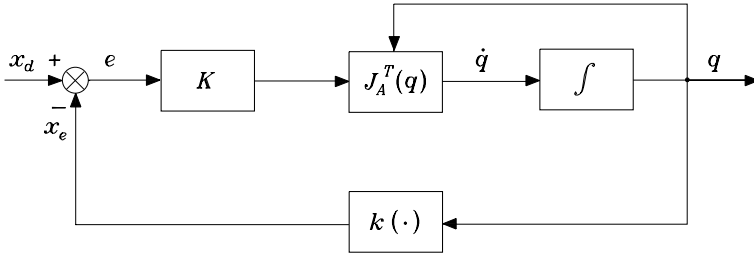 x_d + e K J_A^T(q) q̇ ∫ q
−
x_e
k(·)